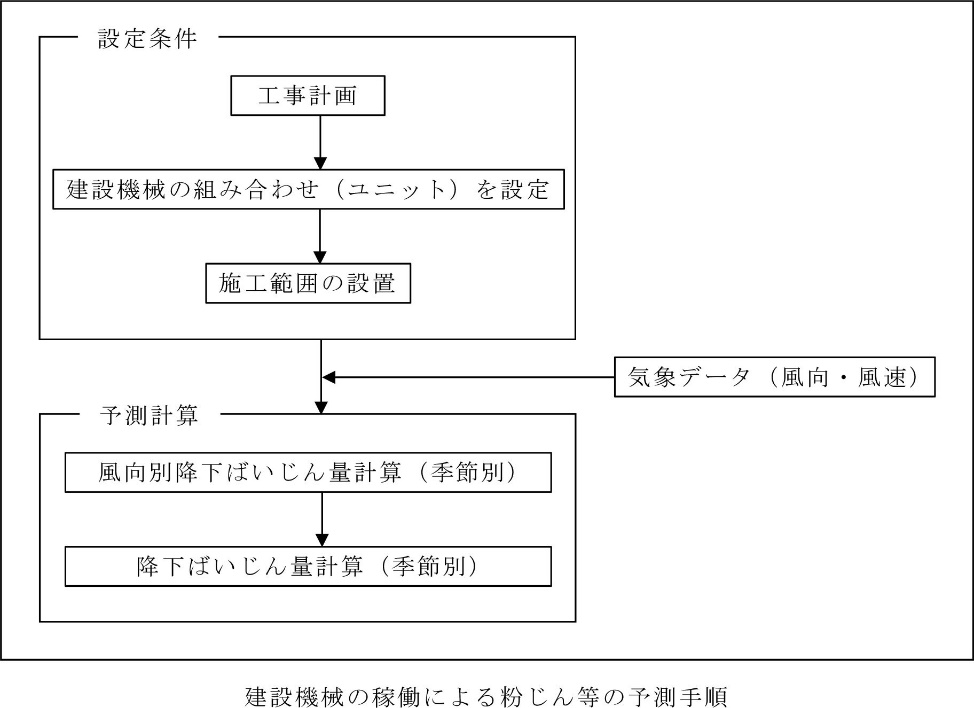 設定条件
工事計画
建設機械の組み合わせ（ユニット）を設定
施工範囲の設置
気象データ（風向・風速）
予測計算
風向別降下ばいじん量計算（季節別）
降下ばいじん量計算（季節別）
建設機械の稼働による粉じん等の予測手順